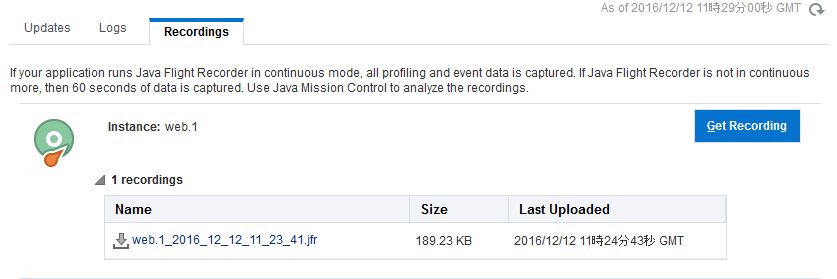 As of 2016/12/12 11時29分00秒 GMT
Updates Logs Recordings
If your application runs Java Flight Recorder in continuous mode, all profiling and event data is captured. If Java Flight Recorder is not in continuous
more, then 60 seconds of data is captured. Use Java Mission Control to analyze the recordings.
Instance: web.1
Get Recording
1 recordings
Name Size Last Uploaded
web.1_2016_12_12_11_23_41.jfr 189.23 KB 2016/12/12 11時24分43秒 GMT